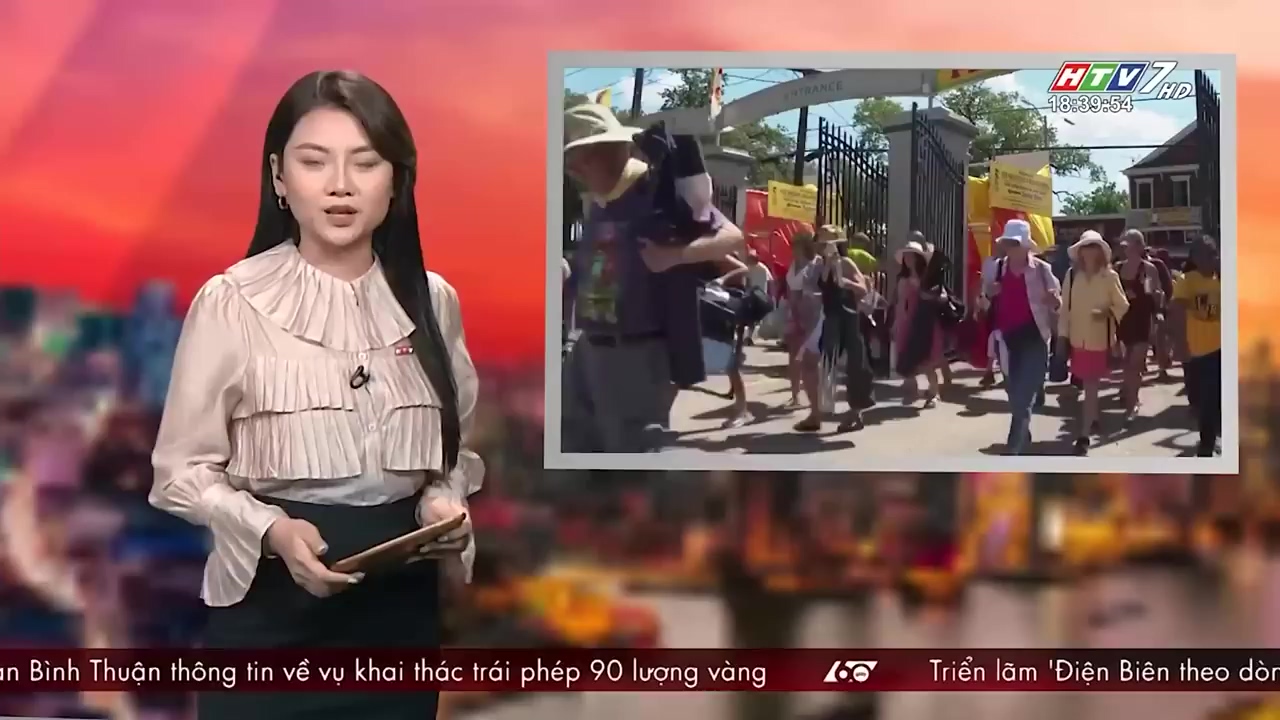 HTV7 HD
18:39:54
ENTRANCE
an Bình Thuận thông tin về vụ khai thác trái phép 90 lượng vàng
60
Triển lãm 'Điện Biên theo dòn